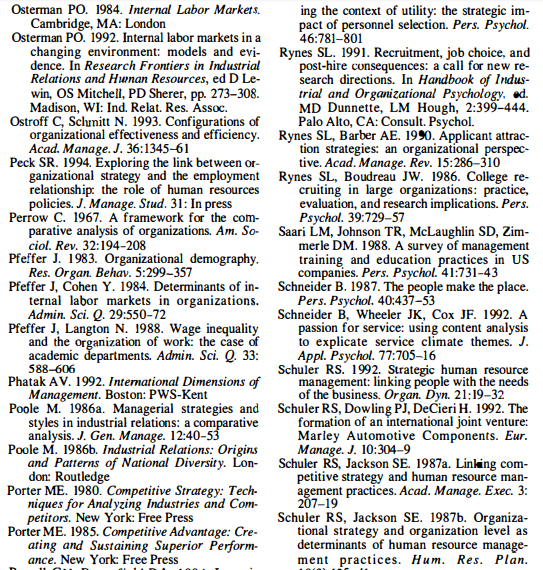 Osterman PO. 1984. Internal Labor Markets.
Cambridge, MA: London
Osterman PO. 1992. Internal labor markets in a
changing environment: models and evi-
dence. In Research Frontiers in Industrial
Relations and Human Resources, ed D Le-
win, OS Mitchell, PD Sherer, pp. 273–308.
Madison, WI: Ind. Relat. Res. Assoc.
Ostroff C, Schmitt N. 1993. Configurations of
organizational effectiveness and efficiency.
Acad. Manage. J. 36:1345–61
Peck SR. 1994. Exploring the link between or-
ganizational strategy and the employment
relationship: the role of human resources
policies. J. Manage. Stud. 31: In press
Perrow C. 1967. A framework for the com-
parative analysis of organizations. Am. So-
ciol. Rev. 32:194–208
Pfeffer J. 1983. Organizational demography.
Res. Organ. Behav. 5:299–357
Pfeffer J, Cohen Y. 1984. Determinants of in-
ternal labor markets in organizations.
Admin. Sci. Q. 29:550–72
Pfeffer J, Langton N. 1988. Wage inequality
and the organization of work: the case of
academic departments. Admin. Sci. Q. 33:
588–606
Phatak AV. 1992. International Dimensions of
Management. Boston: PWS-Kent
Poole M. 1986a. Managerial strategies and
styles in industrial relations: a comparative
analysis. J. Gen. Manage. 12:40–53
Poole M. 1986b. Industrial Relations: Origins
and Patterns of National Diversity. Lon-
don: Routledge
Porter ME. 1980. Competitive Strategy: Tech-
niques for Analyzing Industries and Com-
petitors. New York: Free Press
Porter ME. 1985. Competitive Advantage: Cre-
ating and Sustaining Superior Perform-
ance. New York: Free Press
ing the context of utility: the strategic im-
pact of personnel selection. Pers. Psychol.
46:781–801
Rynes SL. 1991. Recruitment, job choice, and
post-hire consequences: a call for new re-
search directions. In Handbook of Indus-
trial and Organizational Psychology. ed.
MD Dunnette, LM Hough, 2:399–444.
Palo Alto, CA: Consult. Psychol.
Rynes SL, Barber AE. 1990. Applicant attrac-
tion strategies: an organizational perspec-
tive. Acad. Manage. Rev. 15:286–310
Rynes SL, Boudreau JW. 1986. College re-
cruiting in large organizations: practice,
evaluation, and research implications. Pers.
Psychol. 39:729–57
Saari LM, Johnson TR, McLaughlin SD, Zim-
merle DM. 1988. A survey of management
training and education practices in US
companies. Pers. Psychol. 41:731–43
Schneider B. 1987. The people make the place.
Pers. Psychol. 40:437–53
Schneider B, Wheeler JK, Cox JF. 1992. A
passion for service: using content analysis
to explicate service climate themes. J.
Appl. Psychol. 77:705–16
Schuler RS. 1992. Strategic human resource
management: linking people with the needs
of the business. Organ. Dyn. 21:19–32
Schuler RS, Dowling PJ, DeCieri H. 1992. The
formation of an international joint venture:
Marley Automotive Components. Eur.
Manage. J. 10:304–9
Schuler RS, Jackson SE. 1987a. Linking com-
petitive strategy and human resource man-
agement practices. Acad. Manage. Exec. 3:
207–19
Schuler RS, Jackson SE. 1987b. Organiza-
tional strategy and organization level as
determinants of human resource manage-
ment practices. Hum. Res. Plan.